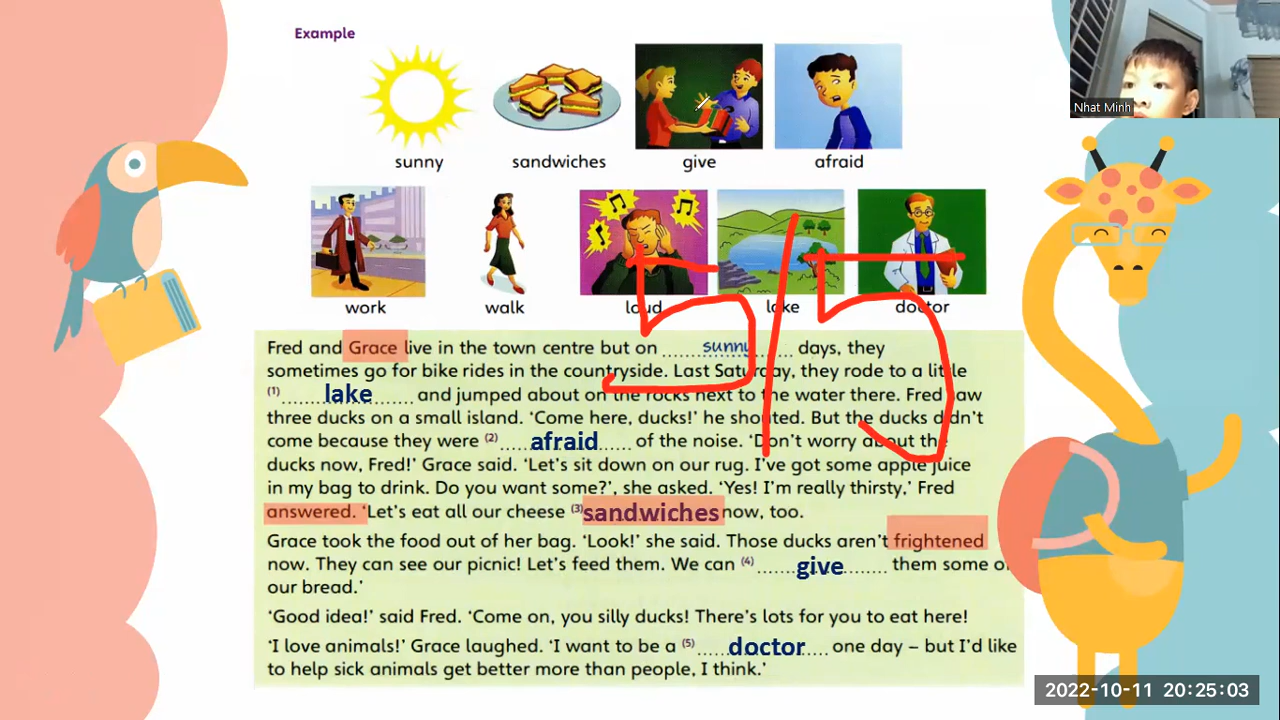 Example
Nhat Minh
sunny sandwiches give afraid
work walk loud lake doctor
5/5
Fred and Grace live in the town centre but on ..........sunny.......... days, they
sometimes go for bike rides in the countryside. Last Saturday, they rode to a little
(1)..........lake.......... and jumped about on the rocks next to the water there. Fred saw
three ducks on a small island. ‘Come here, ducks!’ he shouted. But the ducks didn’t
come because they were (2)..........afraid.......... of the noise. ‘Don’t worry about the
ducks now, Fred!’ Grace said. ‘Let’s sit down on our rug. I’ve got some apple juice
in my bag to drink. Do you want some?’, she asked. ‘Yes! I’m really thirsty,’ Fred
answered. ‘Let’s eat all our cheese (3)sandwiches now, too.
Grace took the food out of her bag. ‘Look!’ she said. Those ducks aren’t frightened
now. They can see our picnic! Let’s feed them. We can (4)..........give.......... them some of
our bread.’
‘Good idea!’ said Fred. ‘Come on, you silly ducks! There’s lots for you to eat here!
‘I love animals!’ Grace laughed. ‘I want to be a (5)..........doctor.......... one day – but I’d like
to help sick animals get better more than people, I think.’
2022-10-11 20:25:03